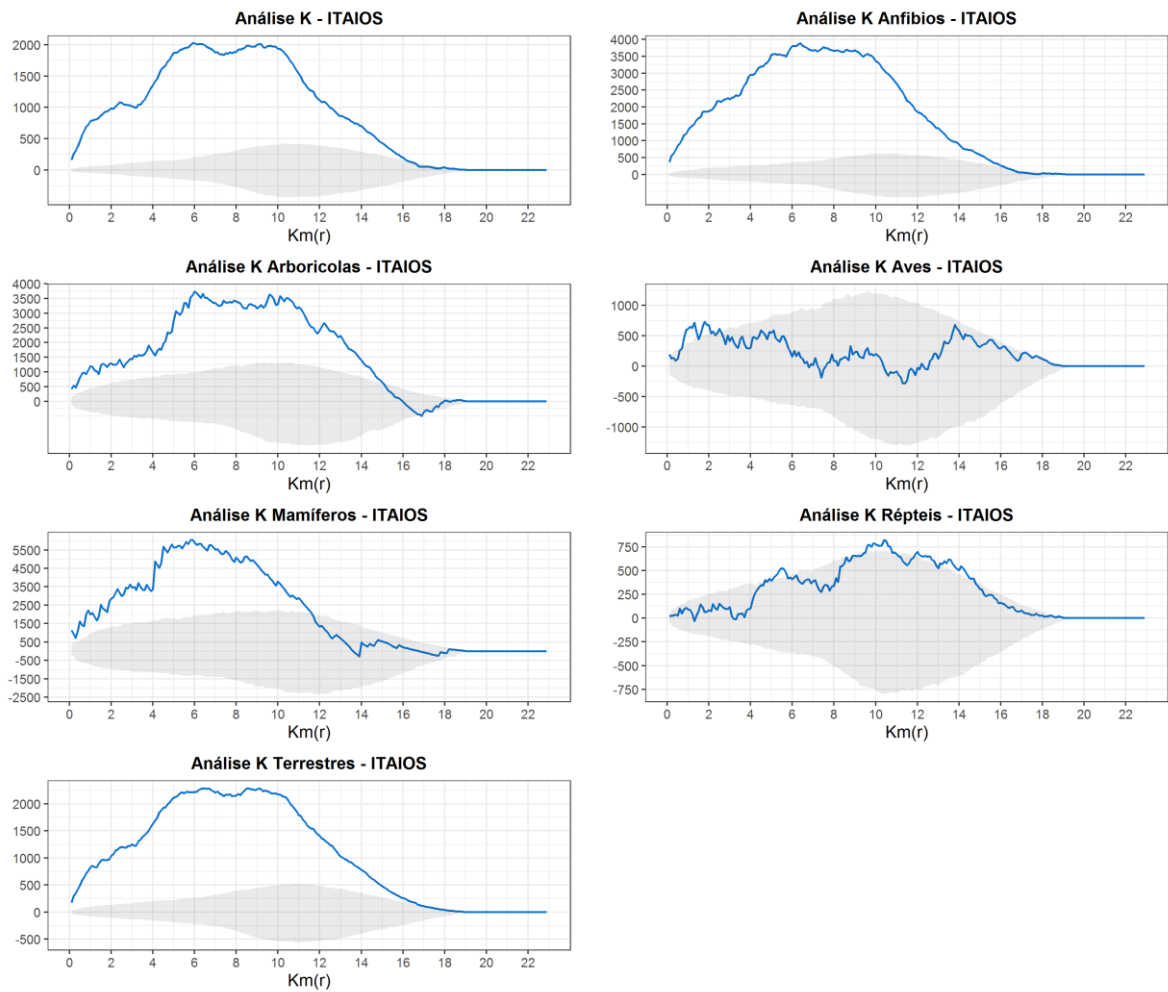 Análise K - ITAIOS
2000
1500
1000
500
0
0 2 4 6 8 10 12 14 16 18 20 22
Km(r)
Análise K Anfibios - ITAIOS
4000
3500
3000
2500
2000
1500
1000
500
0
0 2 4 6 8 10 12 14 16 18 20 22
Km(r)
Análise K Arboricolas - ITAIOS
4000
3500
3000
2500
2000
1500
1000
500
0
0 2 4 6 8 10 12 14 16 18 20 22
Km(r)
Análise K Aves - ITAIOS
1000
500
0
-500
-1000
0 2 4 6 8 10 12 14 16 18 20 22
Km(r)
Análise K Mamíferos - ITAIOS
5500
4500
3500
2500
1500
500
-500
-1500
-2500
0 2 4 6 8 10 12 14 16 18 20 22
Km(r)
Análise K Répteis - ITAIOS
750
500
250
0
-250
-500
-750
0 2 4 6 8 10 12 14 16 18 20 22
Km(r)
Análise K Terrestres - ITAIOS
2000
1500
1000
500
0
-500
0 2 4 6 8 10 12 14 16 18 20 22
Km(r)